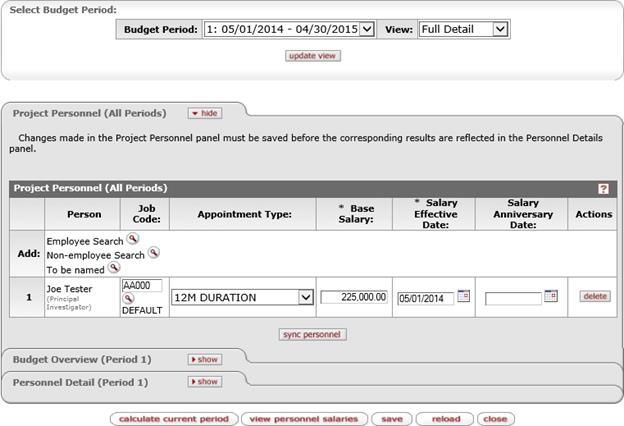 Select Budget Period:
Budget Period: 1: 05/01/2014 - 04/30/2015 View: Full Detail
update view
Project Personnel (All Periods) hide
Changes made in the Project Personnel panel must be saved before the corresponding results are reflected in the Personnel Details
panel.
Project Personnel (All Periods) ?
Person Job Code: Appointment Type: * Base Salary: * Salary Effective Date: Salary Anniversary Date: Actions
Add: Employee Search
Non-employee Search
To be named
1 Joe Tester (Principal Investigator) AA000 DEFAULT 12M DURATION 225,000.00 05/01/2014 delete
sync personnel
Budget Overview (Period 1) show
Personnel Detail (Period 1) show
calculate current period view personnel salaries save reload close